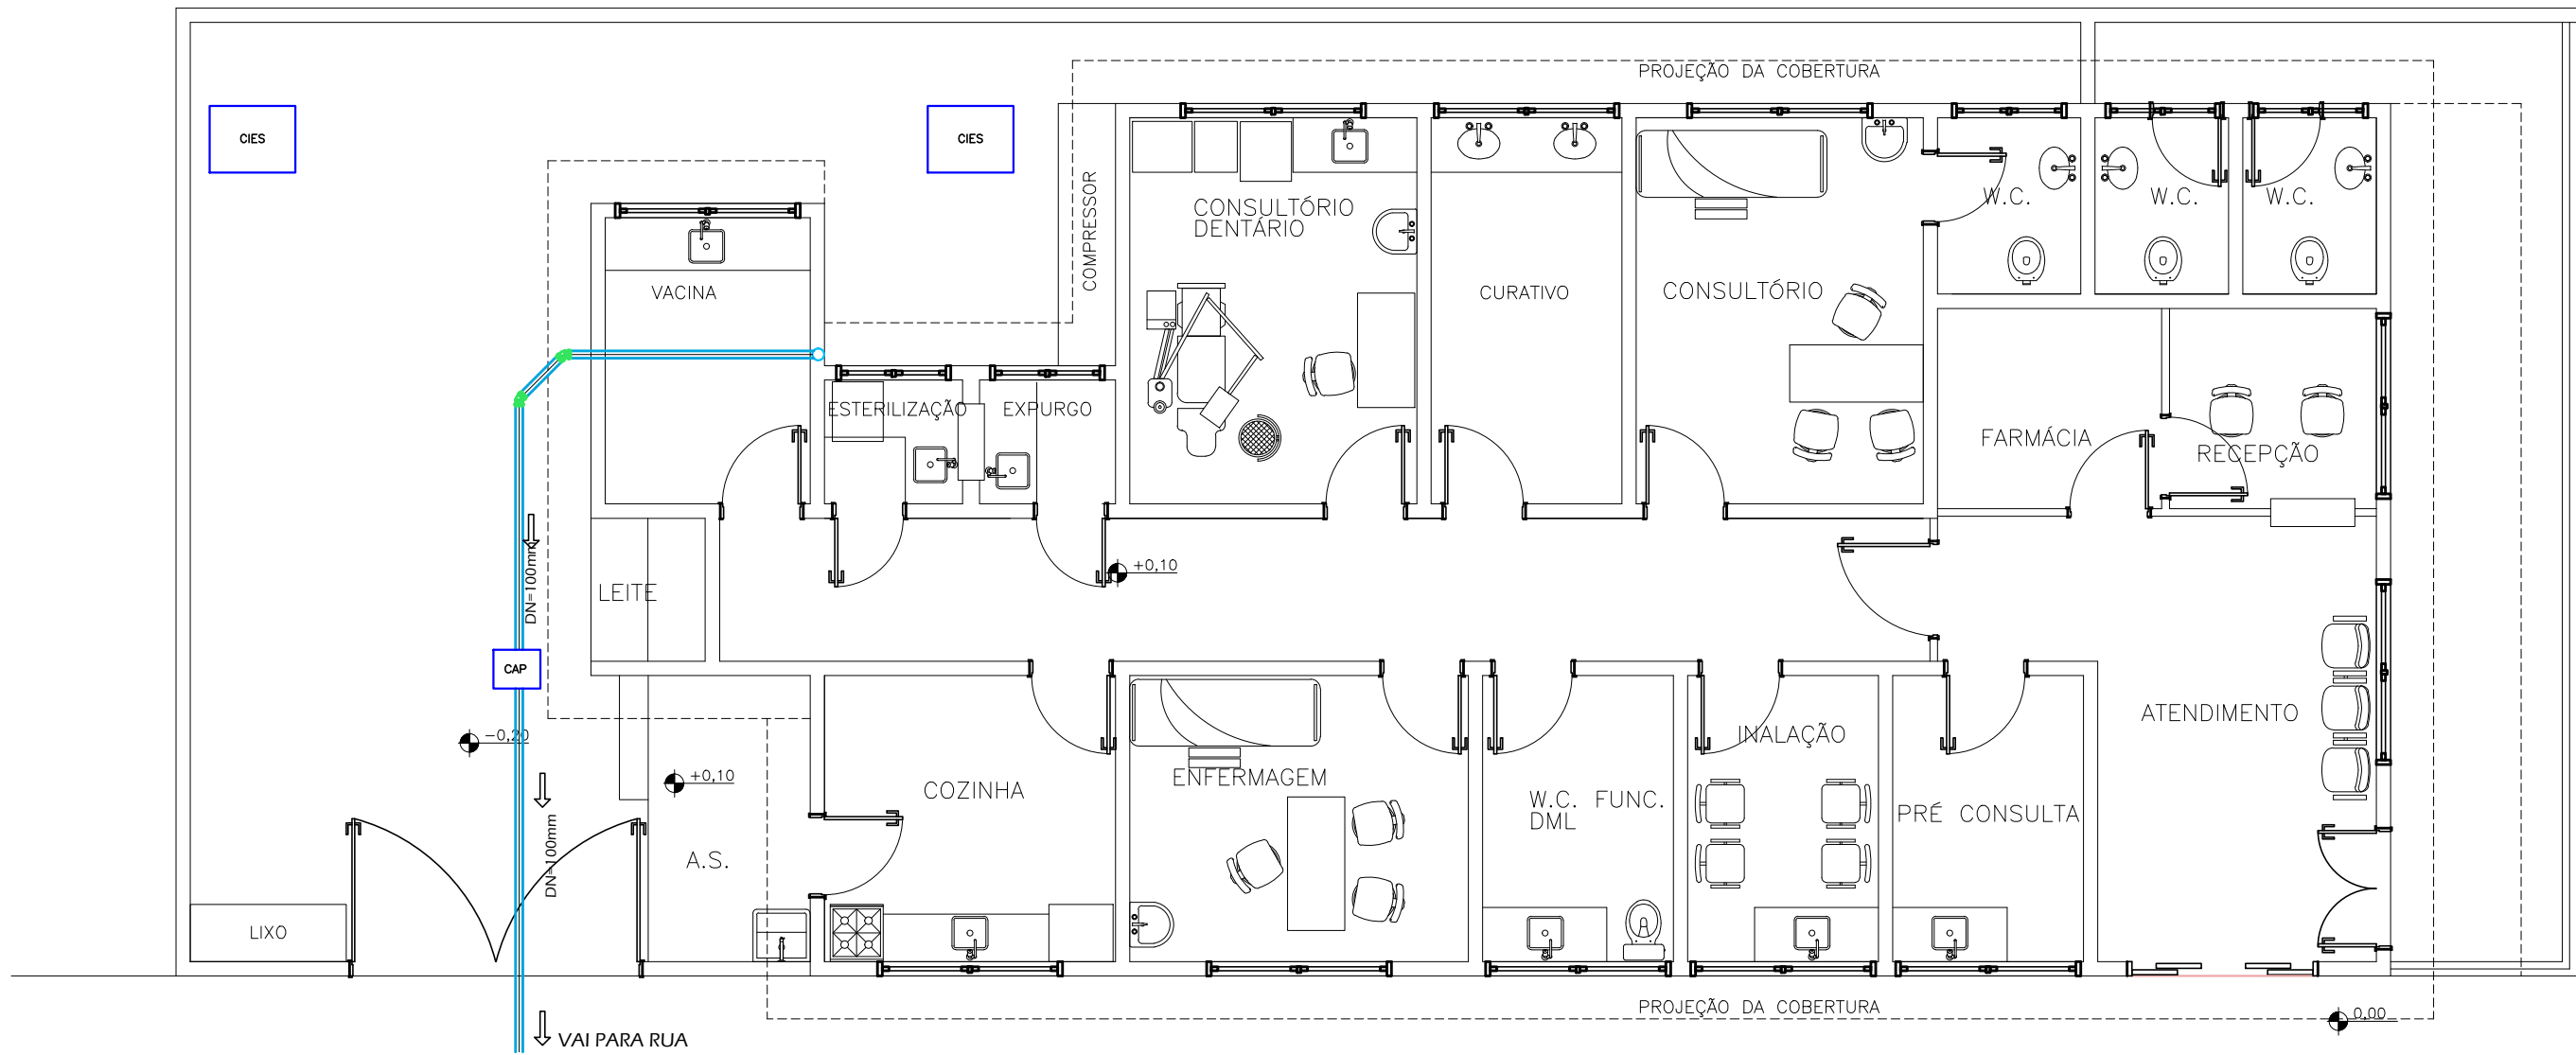 PROJEÇÃO DA COBERTURA
CIES
CIES
COMPRESSOR
CONSULTÓRIO
DENTÁRIO
W.C.
W.C.
W.C.
VACINA
CURATIVO
CONSULTÓRIO
ESTERILIZAÇÃO
EXPURGO
FARMÁCIA
RECEPÇÃO
DN=100mm
+0,10
LEITE
CAP
ATENDIMENTO
-0,20
INALAÇÃO
+0,10
ENFERMAGEM
COZINHA
W.C. FUNC.
DML
PRÉ CONSULTA
DN=100mm
A.S.
LIXO
PROJEÇÃO DA COBERTURA
0,00
VAI PARA RUA